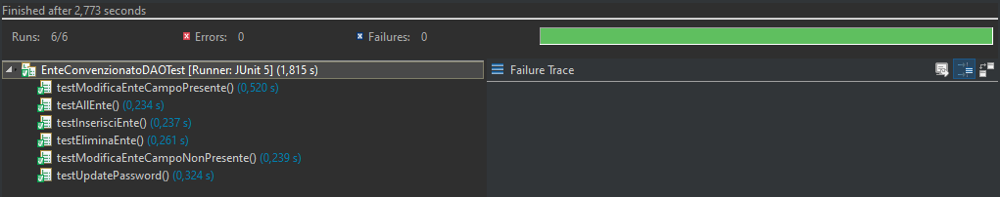 Finished after 2,773 seconds
Runs: 6/6 Errors: 0 Failures: 0
EnteConvenzionatoDAOTest [Runner: JUnit 5] (1,815 s)
testModificaEnteCampoPresente() (0,520 s)
testAllEnte() (0,234 s)
testInserisciEnte() (0,237 s)
testEliminaEnte() (0,261 s)
testModificaEnteCampoNonPresente() (0,239 s)
testUpdatePassword() (0,324 s)
Failure Trace